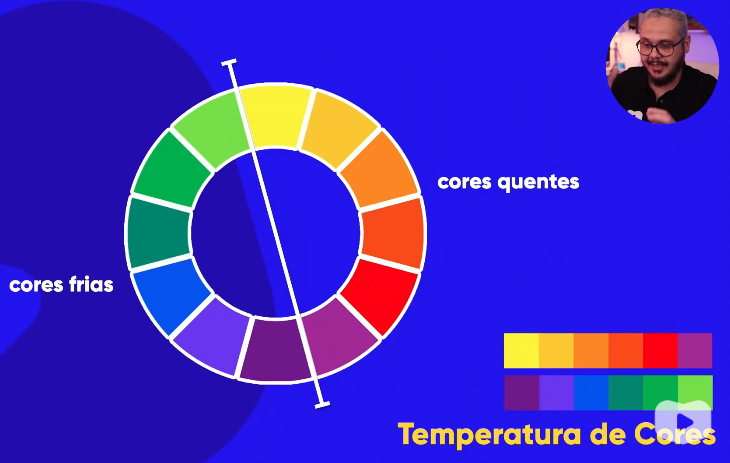 cores quentes
cores frias
Temperatura de Cores